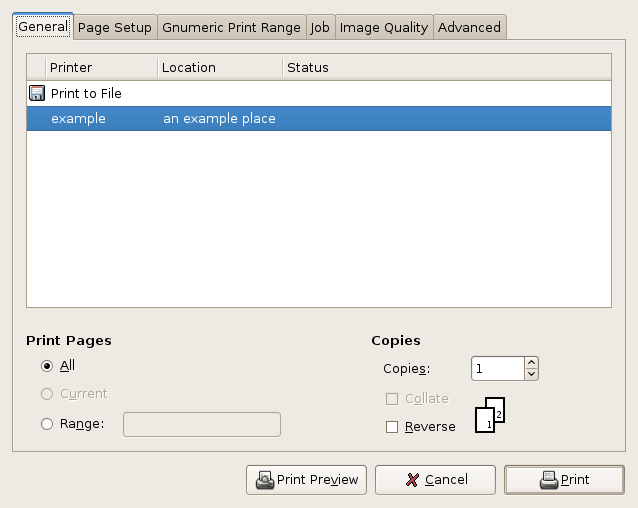 General Page Setup Gnumeric Print Range Job Image Quality Advanced
Printer Location Status
Print to File
example an example place
Print Pages
All
Current
Range:
Copies
Copies: 1
Collate
Reverse
1 2
Print Preview Cancel Print